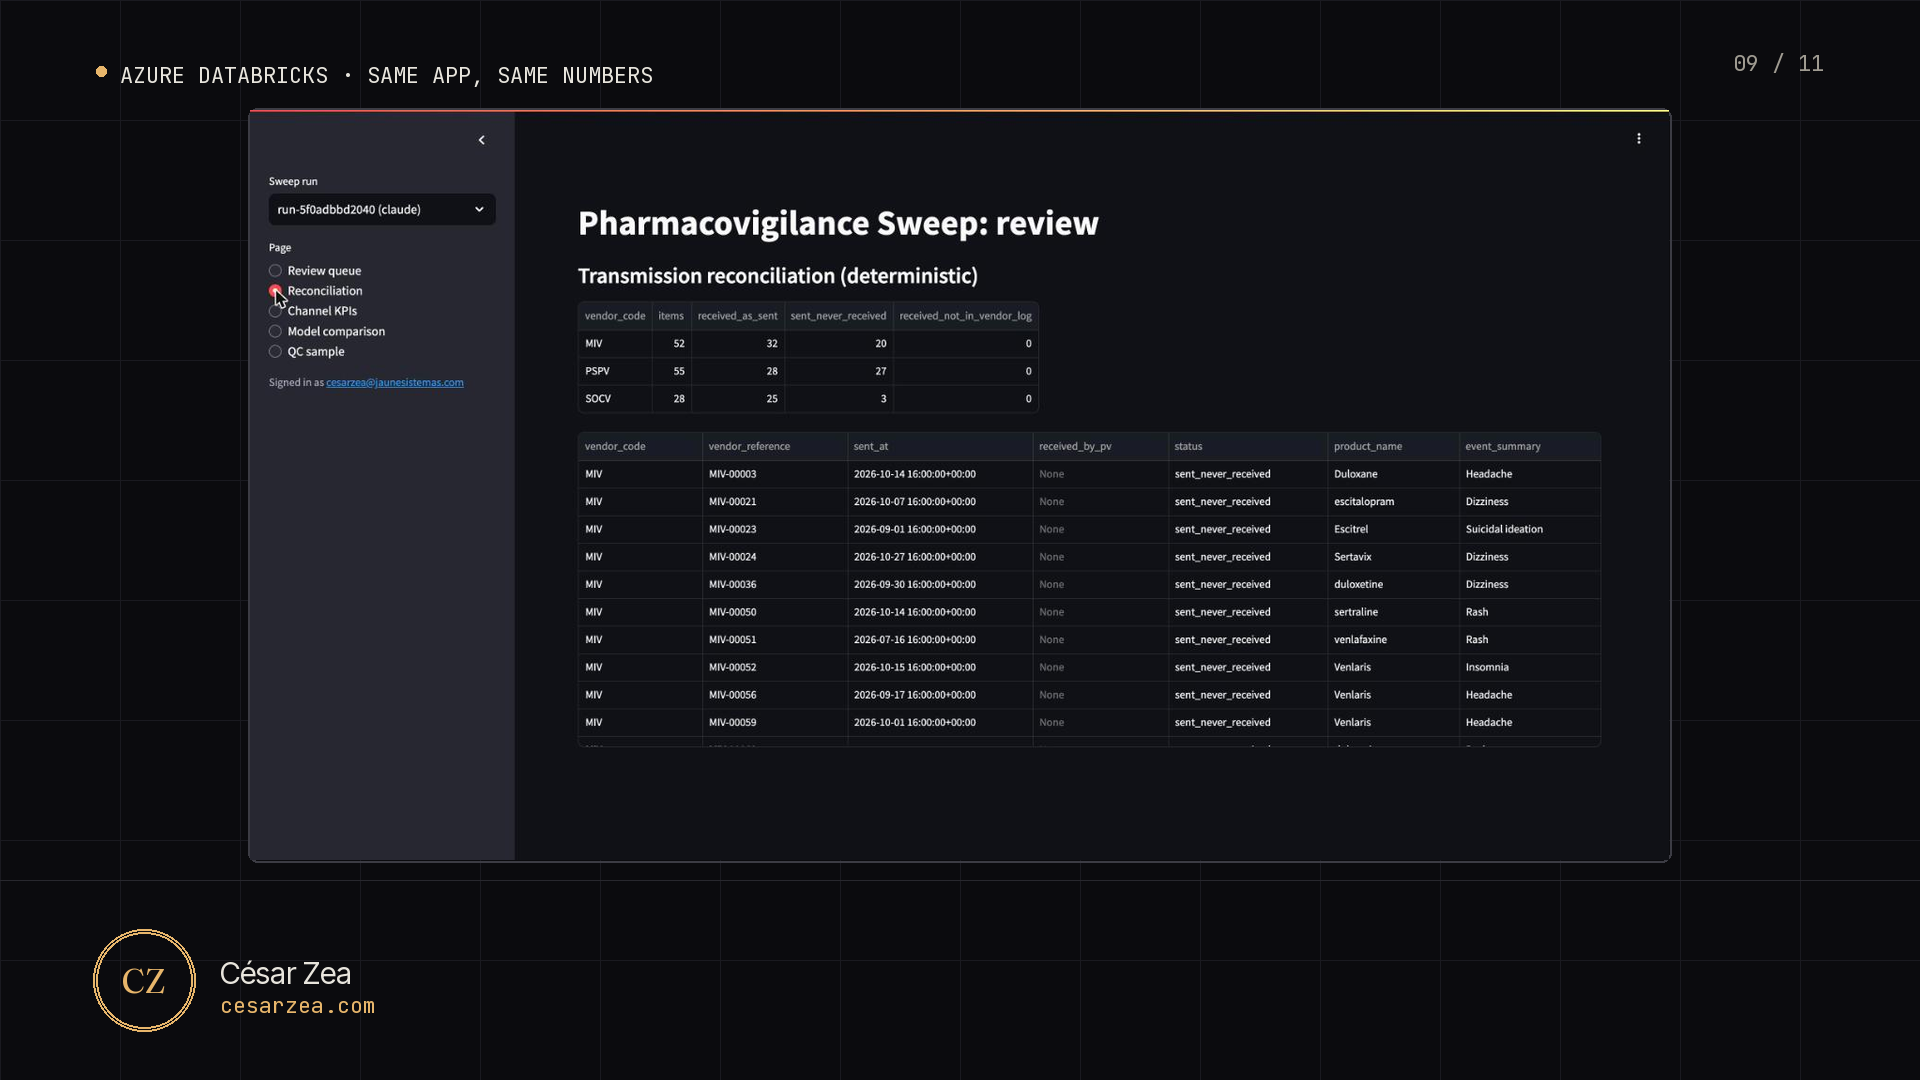 AZURE DATABRICKS · SAME APP, SAME NUMBERS
09 / 11
Sweep run
run-5f0adbbd2040 (claude)
Page
Review queue
Reconciliation
Channel KPIs
Model comparison
QC sample
Signed in as cesarzea@jaunesistemas.com
Pharmacovigilance Sweep: review
Transmission reconciliation (deterministic)
vendor_code items received_as_sent sent_never_received received_not_in_vendor_log
MIV 52 32 20 0
PSPV 55 28 27 0
SOCV 28 25 3 0
vendor_code vendor_reference sent_at received_by_pv status product_name event_summary
MIV MIV-00003 2026-10-14 16:00:00+00:00 None sent_never_received Duloxane Headache
MIV MIV-00021 2026-10-07 16:00:00+00:00 None sent_never_received escitalopram Dizziness
MIV MIV-00023 2026-09-01 16:00:00+00:00 None sent_never_received Escitrel Suicidal ideation
MIV MIV-00024 2026-10-27 16:00:00+00:00 None sent_never_received Sertavix Dizziness
MIV MIV-00036 2026-09-30 16:00:00+00:00 None sent_never_received duloxetine Dizziness
MIV MIV-00050 2026-10-14 16:00:00+00:00 None sent_never_received sertraline Rash
MIV MIV-00051 2026-07-16 16:00:00+00:00 None sent_never_received venlafaxine Rash
MIV MIV-00052 2026-10-15 16:00:00+00:00 None sent_never_received Venlaris Insomnia
MIV MIV-00056 2026-09-17 16:00:00+00:00 None sent_never_received Venlaris Headache
MIV MIV-00059 2026-10-01 16:00:00+00:00 None sent_never_received Venlaris Headache
CZ
César Zea
cesarzea.com